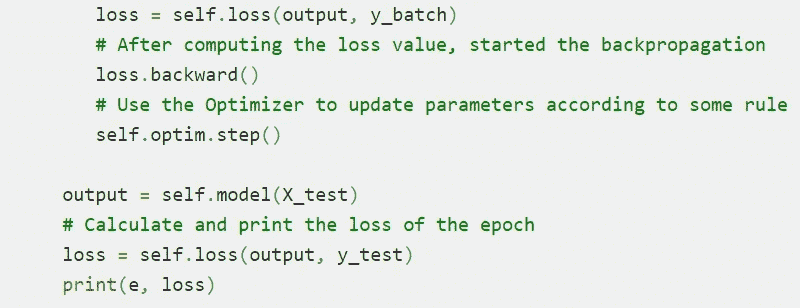 loss = self.loss(output, y_batch)
# After computing the loss value, started the backpropagation
loss.backward()
# Use the Optimizer to update parameters according to some rule
self.optim.step()
output = self.model(X_test)
# Calculate and print the loss of the epoch
loss = self.loss(output, y_test)
print(e, loss)